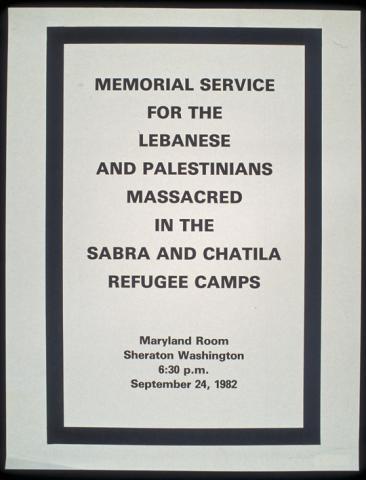 MEMORIAL SERVICE
FOR THE
LEBANESE
AND PALESTINIANS
MASSACRED
IN THE
SABRA AND CHATILA
REFUGEE CAMPS
Maryland Room
Sheraton Washington
6:30 p.m.
September 24, 1982